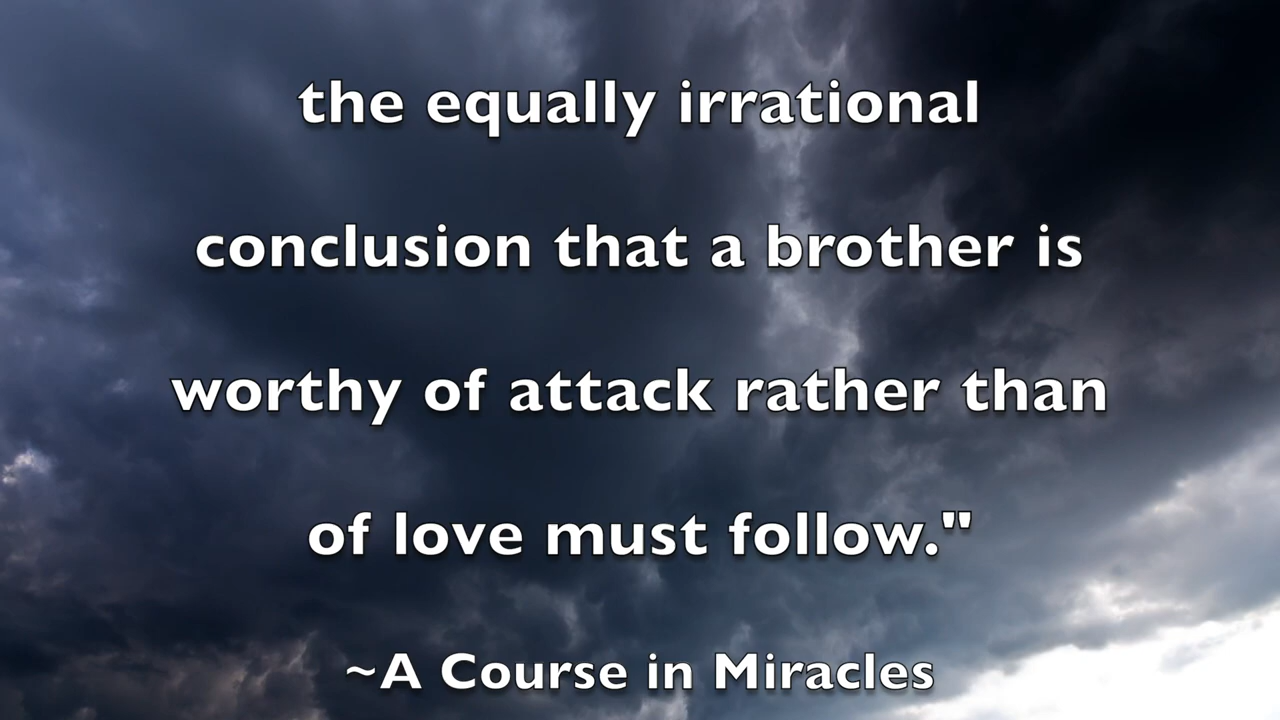 the equally irrational
conclusion that a brother is
worthy of attack rather than
of love must follow."
~A Course in Miracles